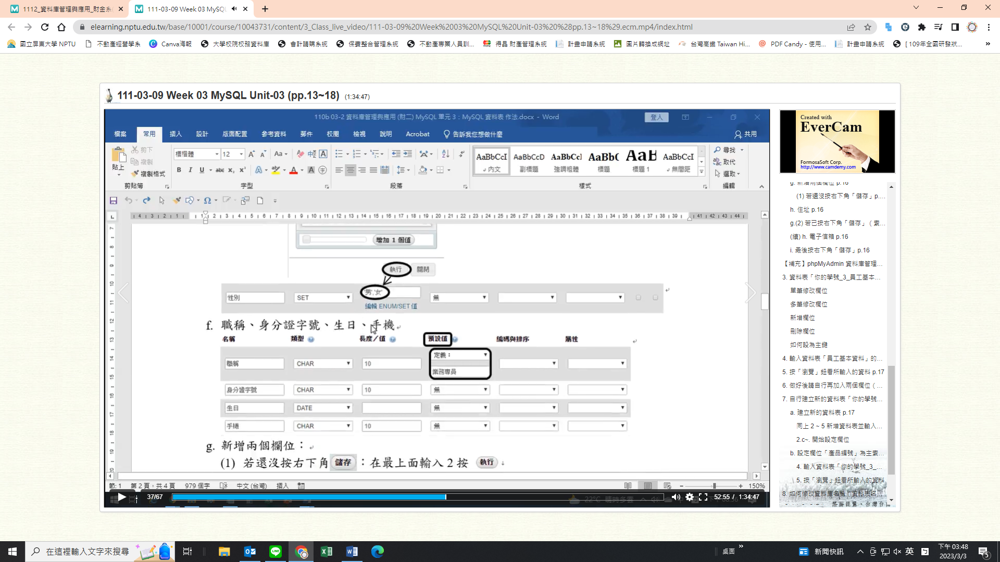 1112_資料庫管理與應用_財金系
111-03-09 Week 03 MySQL
elearning.nptu.edu.tw/base/10001/course/10043731/content/3_Class_live_video/111-03-09%20Week%2003%20MySQL%20Unit-03%20%28pp.13~18%29.ecm.mp4/index.html
國立屏東大學 NPTU 不動產經營學系 Canva海報 大學校院校務資料庫 會計請購系統 保費整合管理系統 不動產專業人員訓... 得晶 財產管理系統 計畫申請系統 圖片轉換成網址 台灣高鐵 Taiwan Hi... PDF Candy - 使用... 計畫申請系統 [ 109年全國研發狀... »
111-03-09 Week 03 MySQL Unit-03 (pp.13~18) (1:34:47)
110b 03-2 資料庫管理與應用 (財二) MySQL 單元 3：MySQL 資料表 作法.docx - Word 登入
檔案 常用 插入 設計 版面配置 參考資料 郵件 校閱 檢視 說明 Acrobat 告訴我您想做什麼 共用
貼上 剪下 複製 複製格式
標楷體 12
AaBbCcI AaBbCcD AaBbCcI AaBbC AaB AaBbCcI
內文 副標題 強調粗體 標題 標題 1 無間距
尋找 取代 選取
剪貼簿 字型 段落 樣式 編輯
增加 1 個值
執行 關閉
性別 SET '男','女' 無
編輯 ENUM/SET 值
f. 職稱、身分證字號、生日、手機
名稱 類型 長度／值 預設值 編碼與排序 屬性
職稱 CHAR 10 定義：
業務專員
身分證字號 CHAR 10 無
生日 DATE 無
手機 CHAR 10 無
g. 新增兩個欄位：
(1) 若還沒按右下角 儲存 ：在最上面輸入 2 按 執行
節: 1 第 2 頁，共 4 頁 979 個字 中文 (台灣) 插入 150%
37/67 52:55 / 1:34:47
22°C 晴時多雲
Created with
EverCam
FormosaSoft Corp.
http://www.camdemy.com
g. 新增兩個欄位 p.16
(1) 若還沒按右下角「儲存」p....
h. 住址 p.16
g.(2) 若已按右下角「儲存」（索...
(續) h. 電子信箱 p.16
i. 最後按右下角「儲存」p.16
【補充】phpMyAdmin 資料庫管理...
3. 資料表「你的學號_3_員工基本...
單筆修改欄位
多筆修改欄位
新增欄位
刪除欄位
如何設為主鍵
4. 輸入資料表「員工基本資料」的...
5. 按「瀏覽」鈕看所輸入的資料 p.17
6. 做好後請自行再加入兩個欄位（...
7. 自行建立新的資料表「你的學號...
a. 建立新的資料表 p.17
同上 2 ~ 5 新增資料表並輸入...
2.c~. 開始設定欄位
b. 設定欄位「產品編號」為主索...
4. 輸入資料表「你的學號_3_...
5. 按「瀏覽」鈕看所輸入的資料
8. 如何修改資料庫名稱、資料表名...
在這裡輸入文字來搜尋
桌面 » 新聞快訊 英
下午 03:48
2023/3/3
5